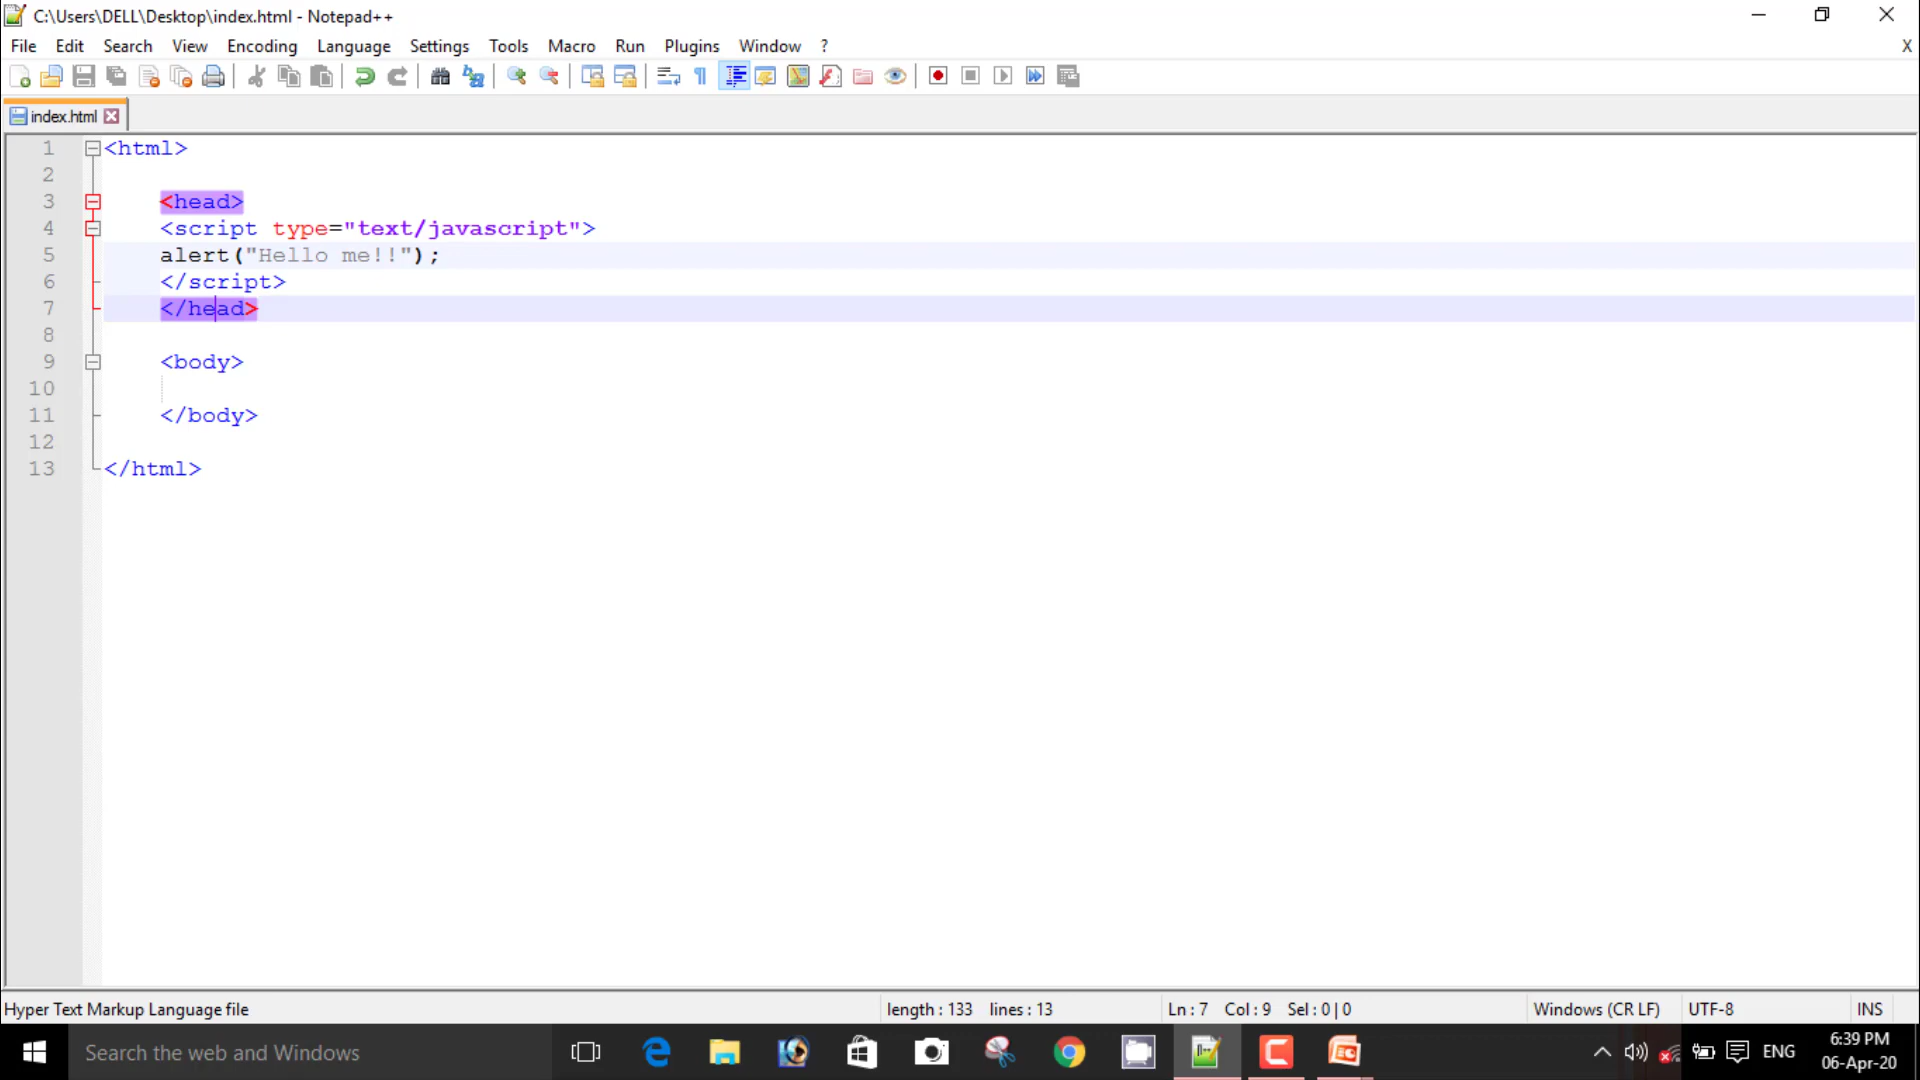 C:\Users\DELL\Desktop\index.html - Notepad++
File Edit Search View Encoding Language Settings Tools Macro Run Plugins Window ? X
index.html
1 <html>
2
3 <head>
4 <script type="text/javascript">
5 alert("Hello me!!");
6 </script>
7 </head>
8
9 <body>
10
11 </body>
12
13 </html>
Hyper Text Markup Language file length : 133 lines : 13 Ln : 7 Col : 9 Sel : 0 | 0 Windows (CR LF) UTF-8 INS
Search the web and Windows ENG 6:39 PM
06-Apr-20